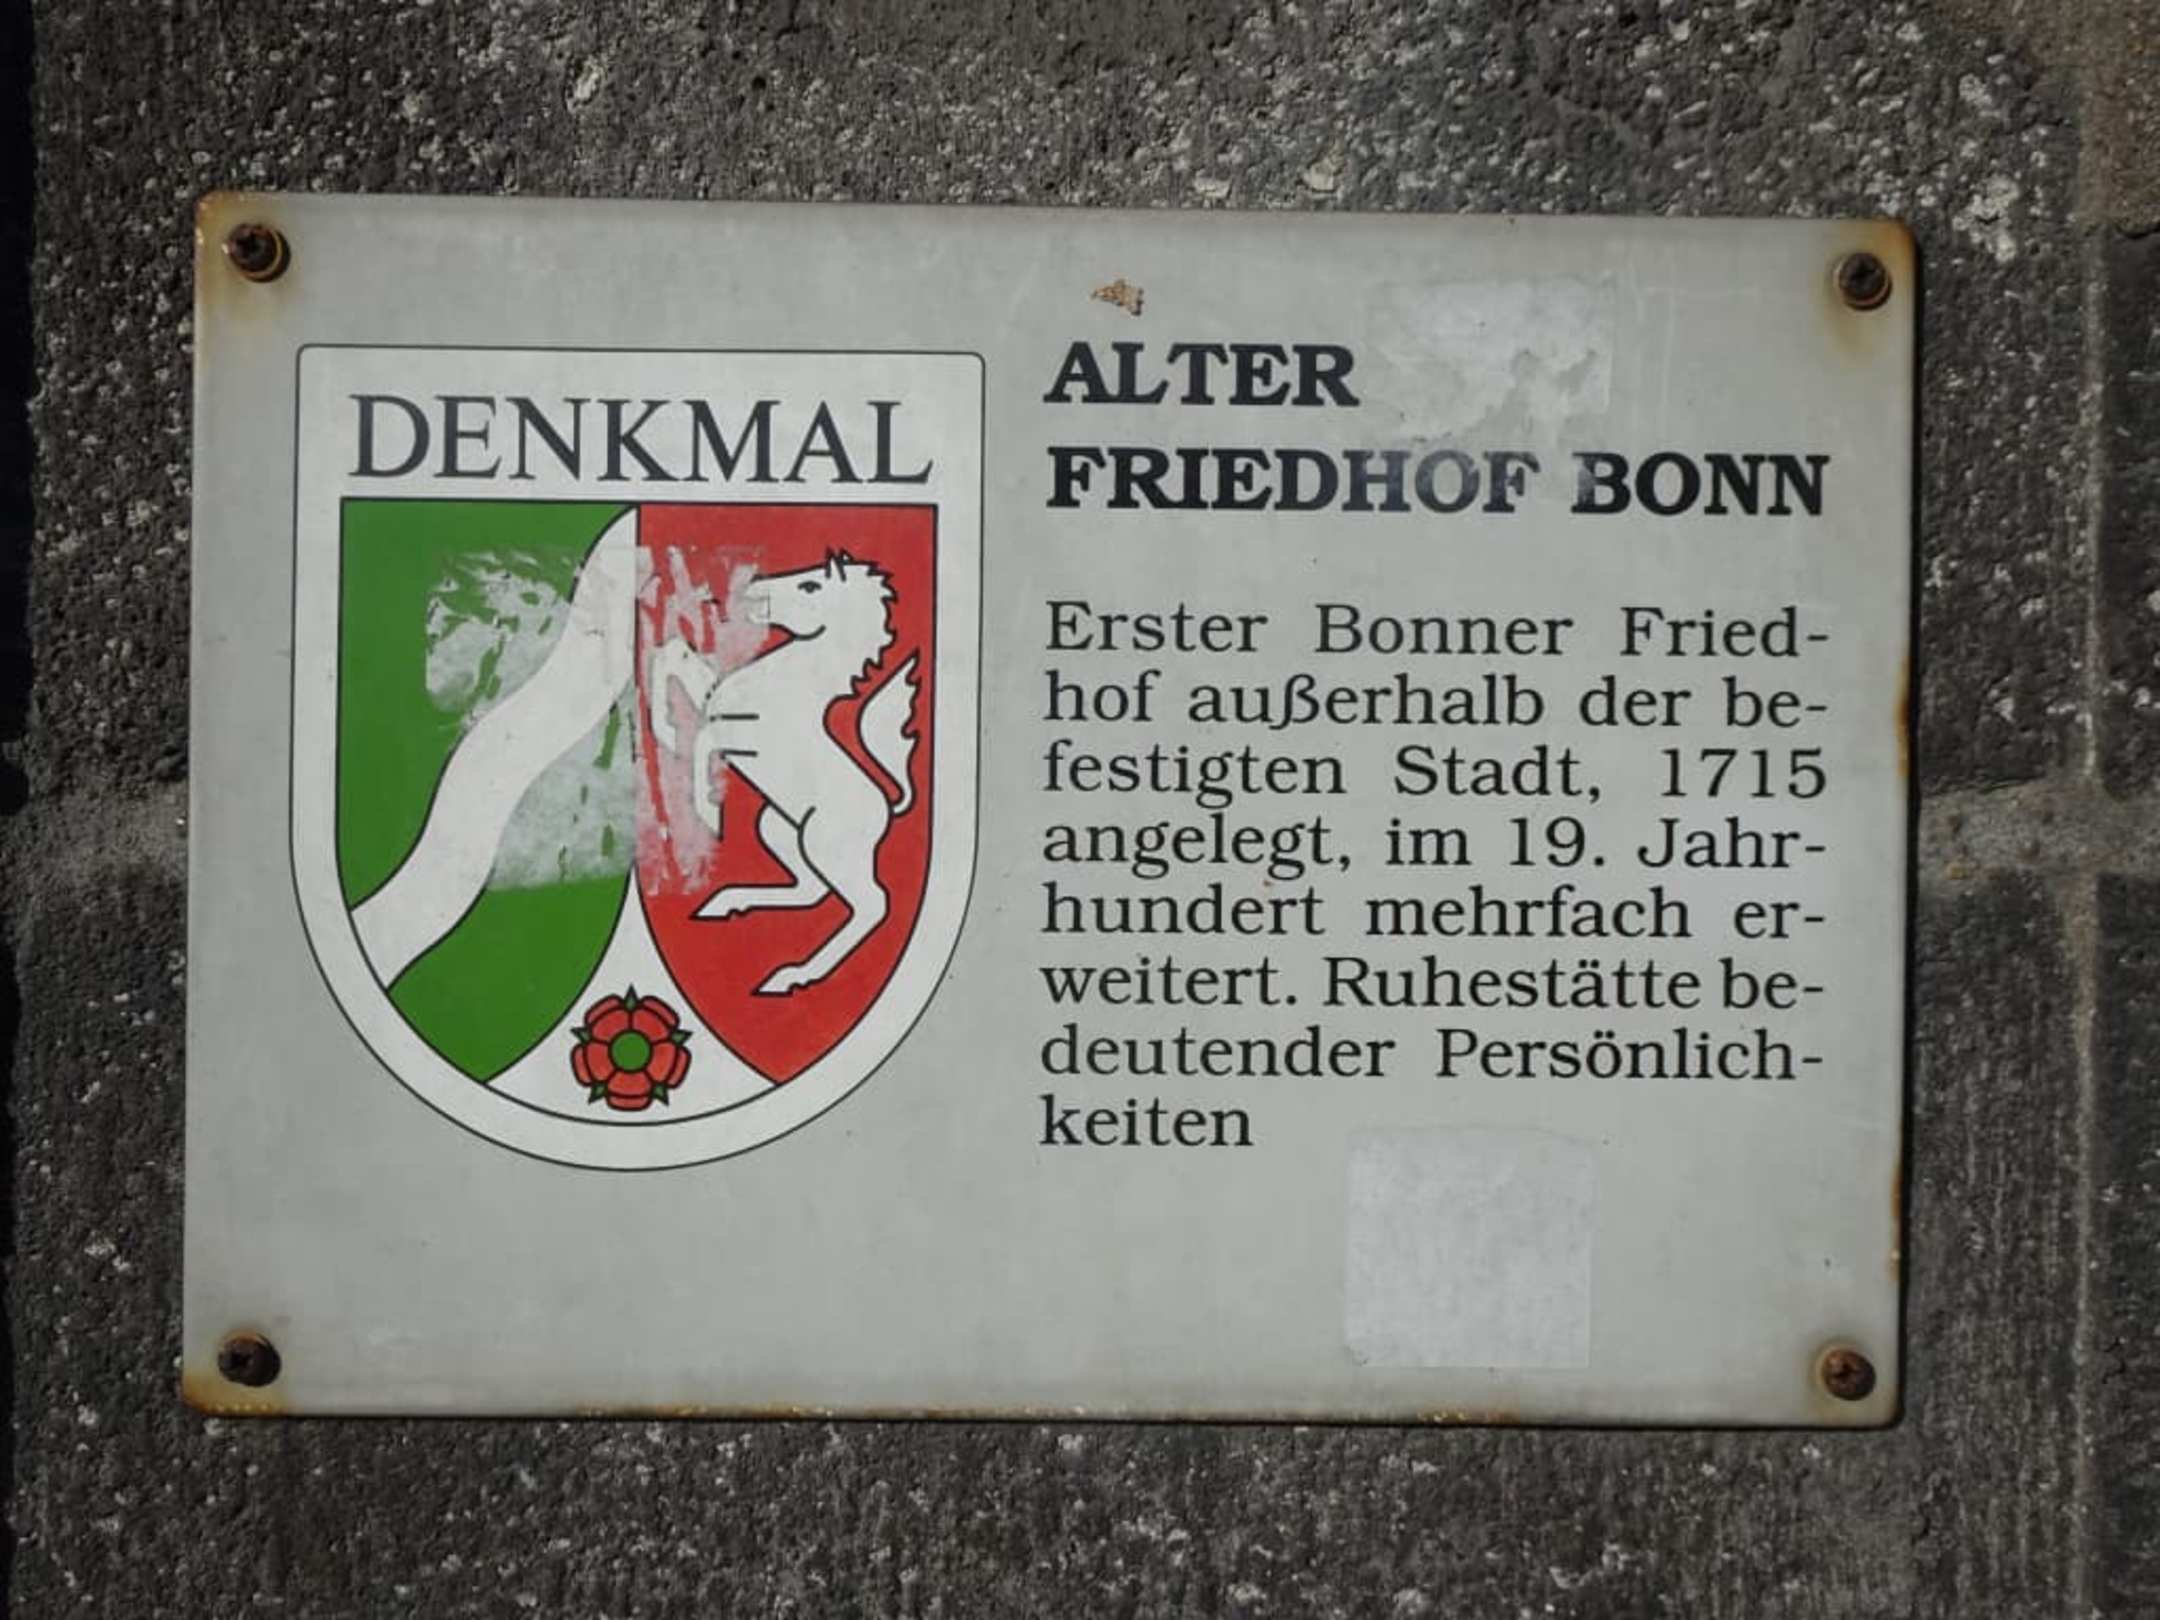 DENKMAL
ALTER
FRIEDHOF BONN
Erster Bonner Fried-
hof außerhalb der be-
festigten Stadt, 1715
angelegt, im 19. Jahr-
hundert mehrfach er-
weitert. Ruhestätte be-
deutender Persönlich-
keiten